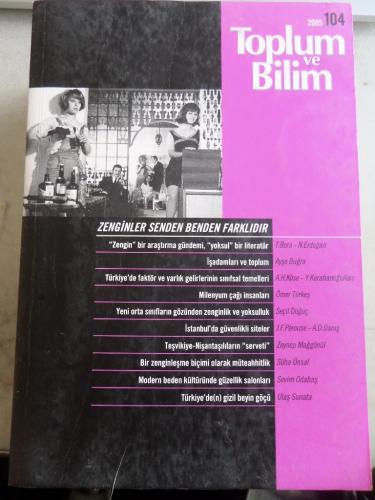 2005 104
Toplum
ve
Bilim
ZENGİNLER SENDEN BENDEN FARKLIDIR
"Zengin" bir araştırma gündemi, "yoksul" bir literatür T.Bora – N.Erdoğan
İşadamları ve toplum Ayşe Buğra
Türkiye'de faktör ve varlık gelirlerinin sınıfsal temelleri A.H.Köse – Y.Karahanoğulları
Milenyum çağı insanları Ömer Türkeş
Yeni orta sınıfların gözünden zenginlik ve yoksulluk Seçil Doğuç
İstanbul'da güvenlikli siteler J.F.Pérouse – A.D.Danış
Teşvikiye-Nişantaşılıların "serveti" Zeynep Mağgönül
Bir zenginleşme biçimi olarak müteahhitlik Süha Ünsal
Modern beden kültüründe güzellik salonları Sevim Odabaş
Türkiye'de(n) gizil beyin göçü Ulaş Sunata